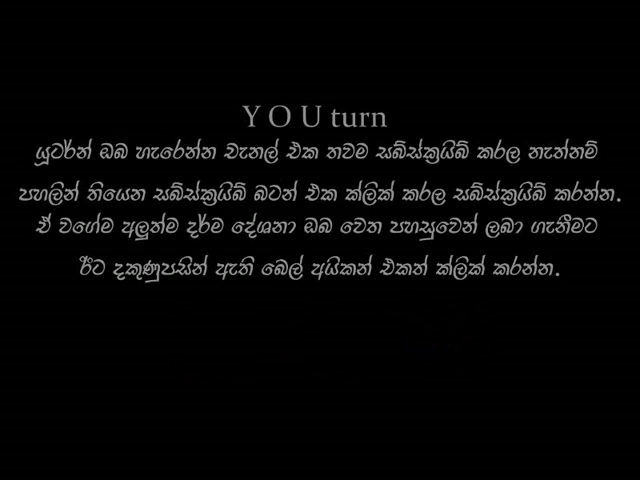 Y O U turn
යූටර්න් ඔබ හැරෙන්න චැනල් එක තවම සබ්ස්ක්‍රයිබ් කරල නැත්නම්
පහලින් තියෙන සබ්ස්ක්‍රයිබ් බටන් එක ක්ලික් කරල සබ්ස්ක්‍රයිබ් කරන්න.
ඒ වගේම අලුත්ම දර්ම දේශනා ඔබ වෙත පහසුවෙන් ලබා ගැනීමට
ඊට දකුණුපසින් ඇති බෙල් අයිකන් එකත් ක්ලික් කරන්න.